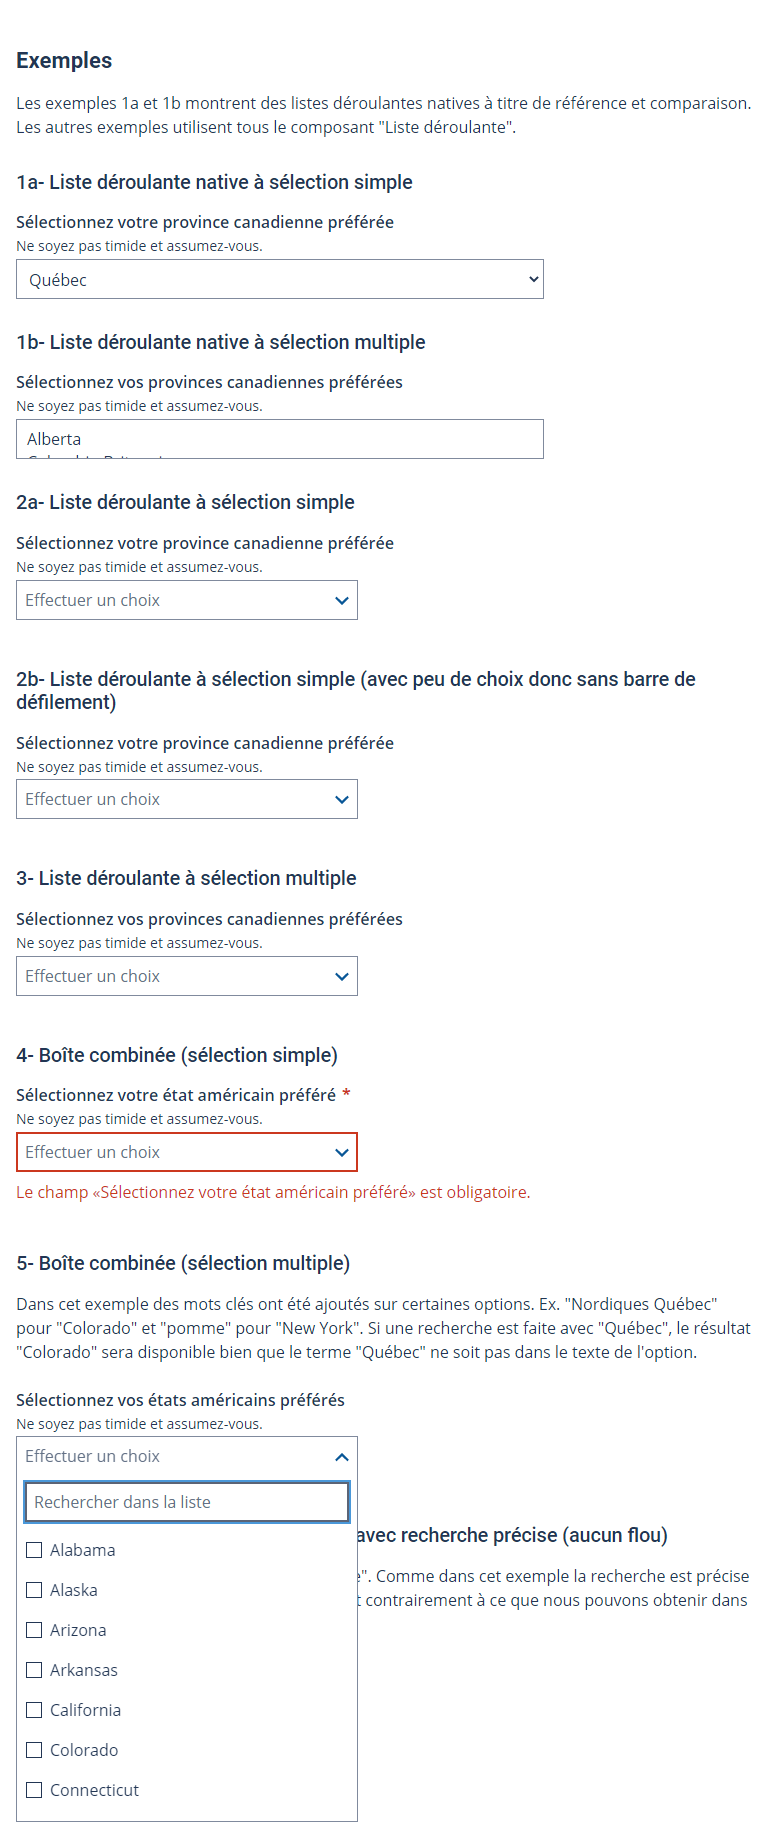 Exemples
Les exemples 1a et 1b montrent des listes déroulantes natives à titre de référence et comparaison.
Les autres exemples utilisent tous le composant "Liste déroulante".
1a- Liste déroulante native à sélection simple
Sélectionnez votre province canadienne préférée
Ne soyez pas timide et assumez-vous.
Québec
1b- Liste déroulante native à sélection multiple
Sélectionnez vos provinces canadiennes préférées
Ne soyez pas timide et assumez-vous.
Alberta
2a- Liste déroulante à sélection simple
Sélectionnez votre province canadienne préférée
Ne soyez pas timide et assumez-vous.
Effectuer un choix
2b- Liste déroulante à sélection simple (avec peu de choix donc sans barre de
défilement)
Sélectionnez votre province canadienne préférée
Ne soyez pas timide et assumez-vous.
Effectuer un choix
3- Liste déroulante à sélection multiple
Sélectionnez vos provinces canadiennes préférées
Ne soyez pas timide et assumez-vous.
Effectuer un choix
4- Boîte combinée (sélection simple)
Sélectionnez votre état américain préféré *
Ne soyez pas timide et assumez-vous.
Effectuer un choix
Le champ «Sélectionnez votre état américain préféré» est obligatoire.
5- Boîte combinée (sélection multiple)
Dans cet exemple des mots clés ont été ajoutés sur certaines options. Ex. "Nordiques Québec"
pour "Colorado" et "pomme" pour "New York". Si une recherche est faite avec "Québec", le résultat
"Colorado" sera disponible bien que le terme "Québec" ne soit pas dans le texte de l'option.
Sélectionnez vos états américains préférés
Ne soyez pas timide et assumez-vous.
Effectuer un choix
Rechercher dans la liste
avec recherche précise (aucun flou)
Alabama
". Comme dans cet exemple la recherche est précise
Alaska
contrairement à ce que nous pouvons obtenir dans
Arizona
Arkansas
California
Colorado
Connecticut